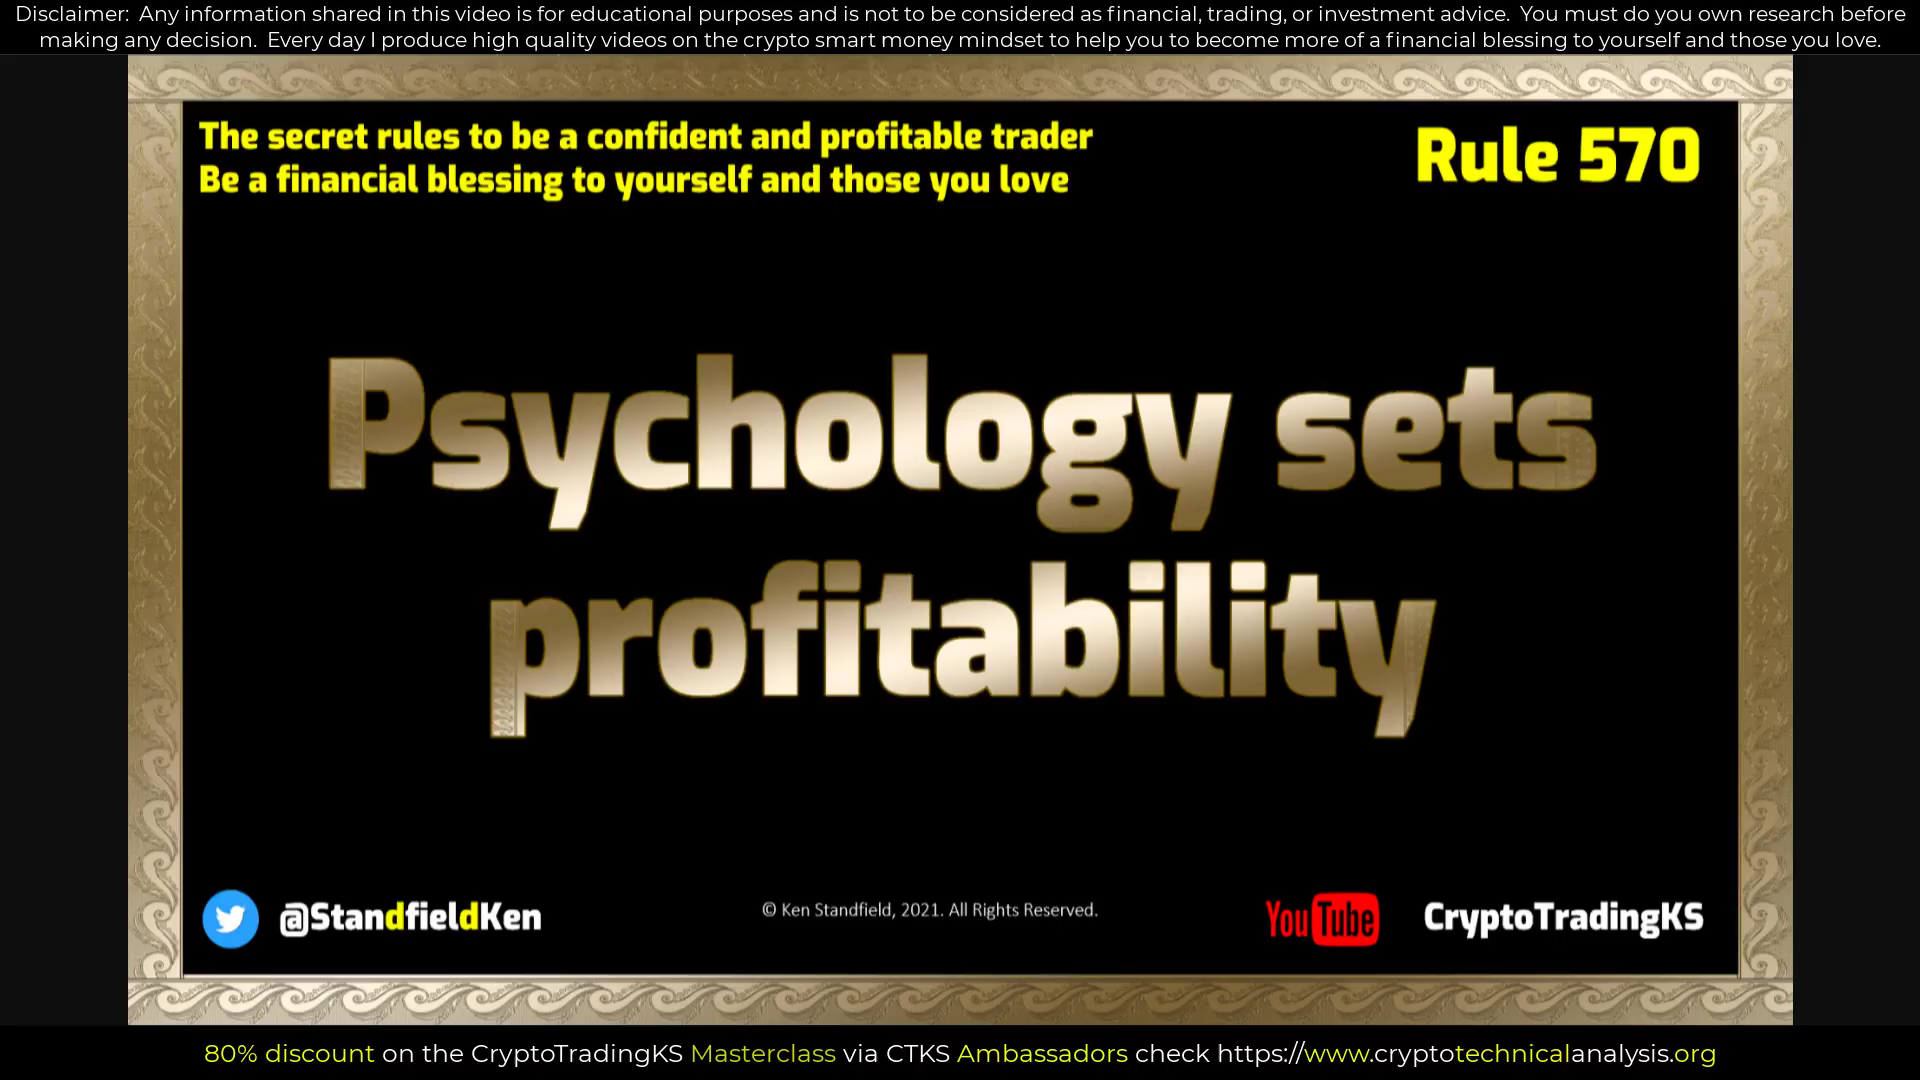 Disclaimer:  Any information shared in this video is for educational purposes and is not to be considered as financial, trading, or investment advice.  You must do you own research before
making any decision.  Every day I produce high quality videos on the crypto smart money mindset to help you to become more of a financial blessing to yourself and those you love.
The secret rules to be a confident and profitable trader
Be a financial blessing to yourself and those you love
Rule 570
Psychology sets
profitability
@StandfieldKen
© Ken Standfield, 2021. All Rights Reserved.
YouTube
CryptoTradingKS
80% discount on the CryptoTradingKS Masterclass via CTKS Ambassadors check https://www.cryptotechnicalanalysis.org